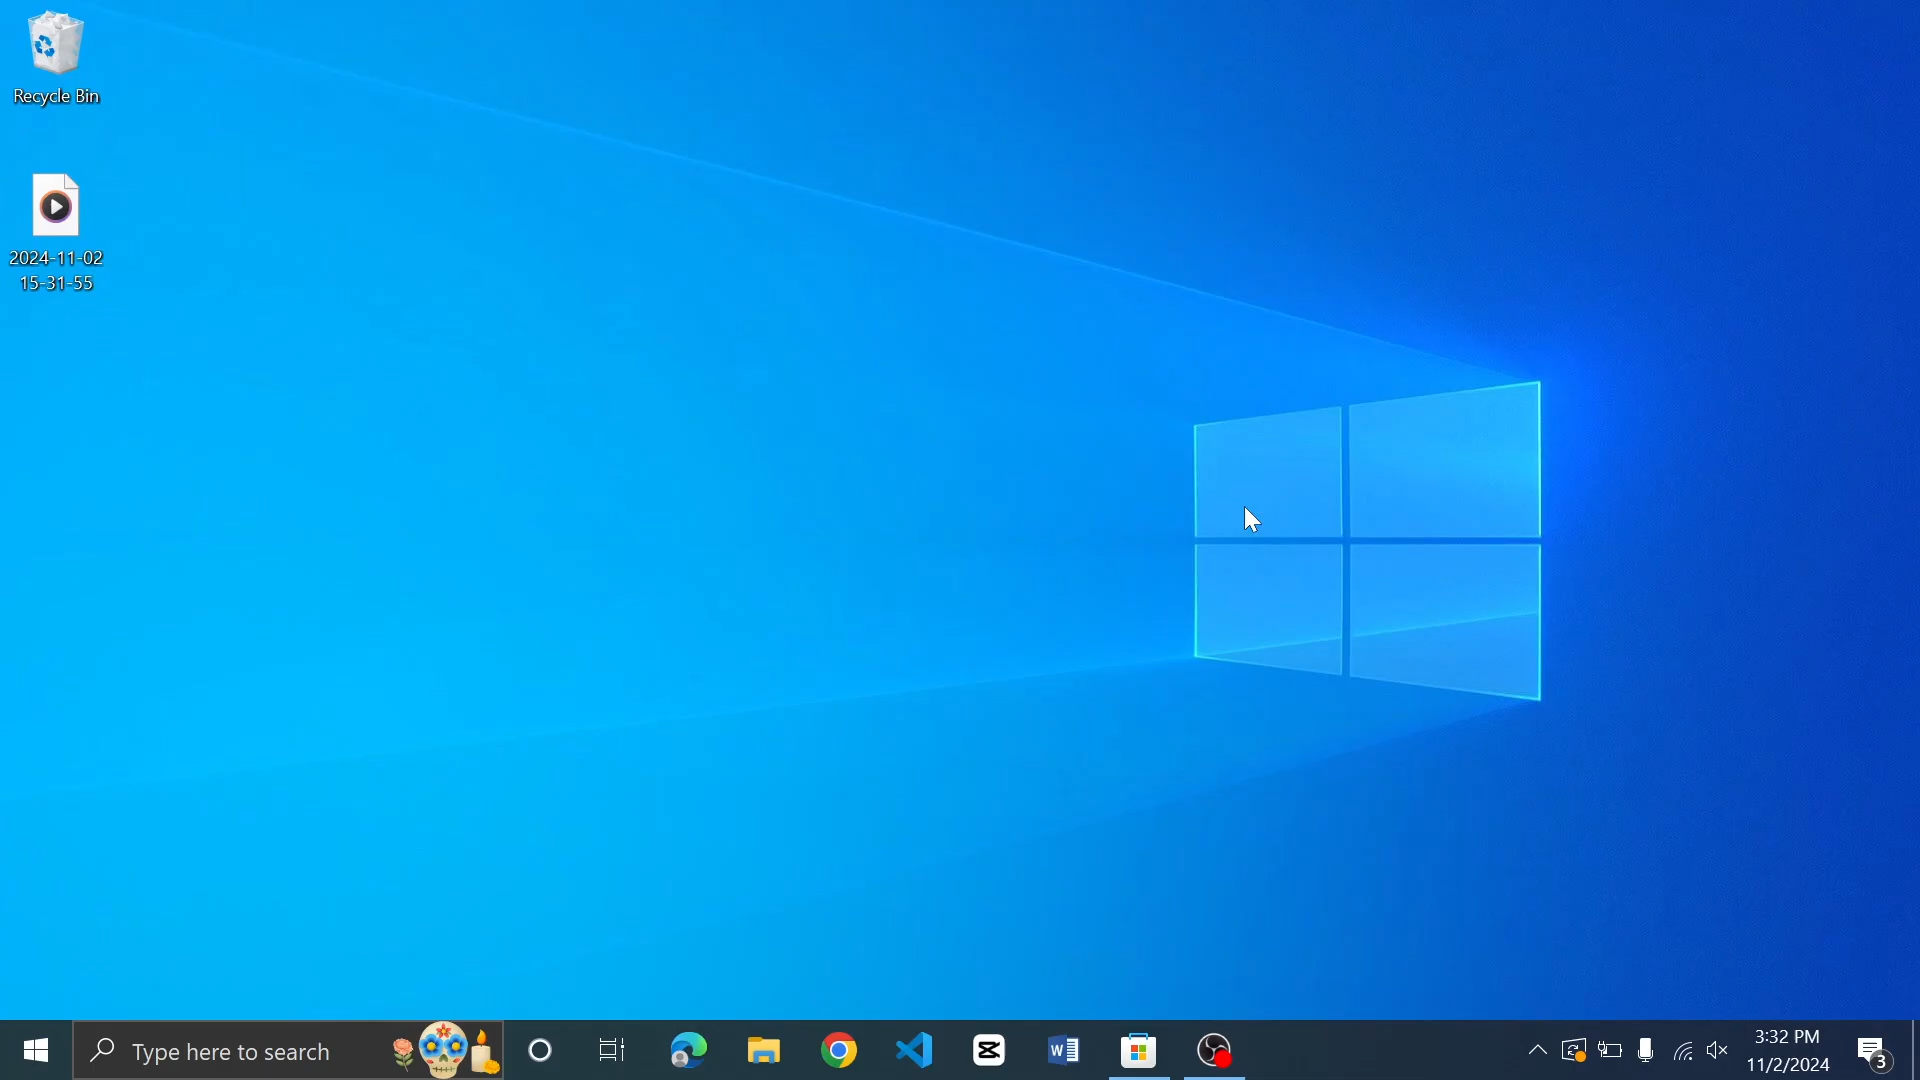 Recycle Bin
2024-11-02
15-31-55
Type here to search
W
3:32 PM
11/2/2024
3